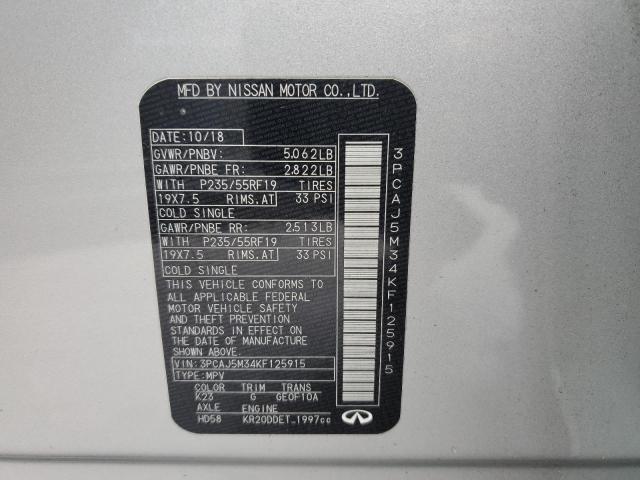 MFD BY NISSAN MOTOR CO.,LTD.
DATE:10/18
GVWR/PNBV: 5,062LB
GAWR/PNBE FR: 2,822LB
WITH P235/55RF19 TIRES
19X7.5 RIMS.AT 33 PSI
COLD SINGLE
GAWR/PNBE RR: 2,513LB
WITH P235/55RF19 TIRES
19X7.5 RIMS.AT 33 PSI
COLD SINGLE
THIS VEHICLE CONFORMS TO
ALL APPLICABLE FEDERAL
MOTOR VEHICLE SAFETY
AND THEFT PREVENTION
STANDARDS IN EFFECT ON
THE DATE OF MANUFACTURE
SHOWN ABOVE.
VIN:3PCAJ5M34KF125915
TYPE:MPV
COLOR TRIM TRANS
K23 G GE0F10A
AXLE ENGINE
HD58 KR20DDET 1997cc
3PCAJ5M34KF125915